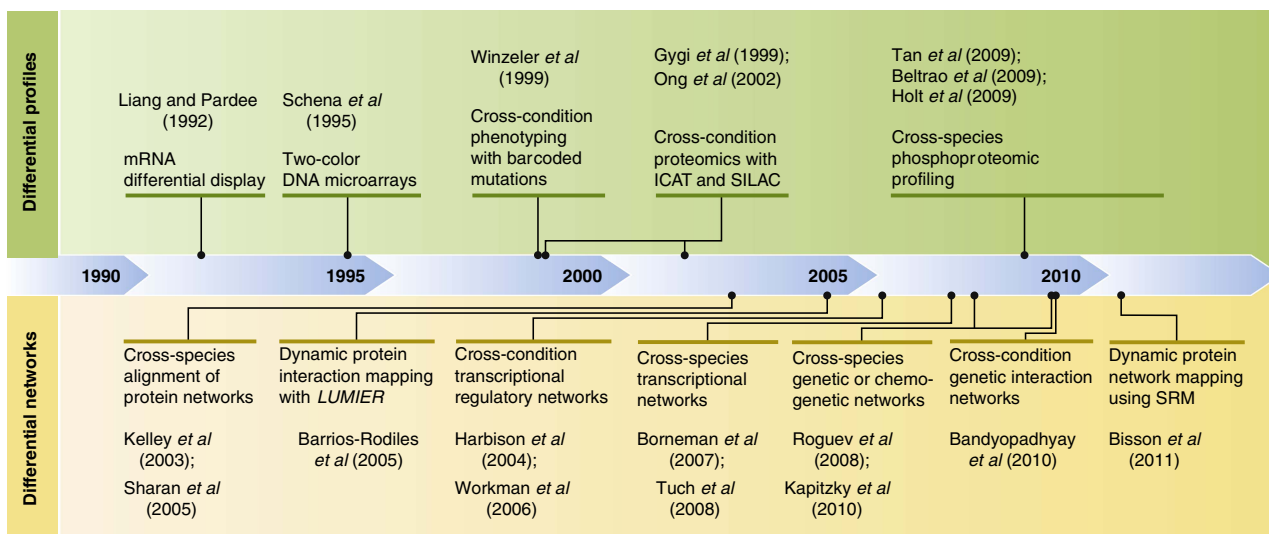 Differential profiles
Liang and Pardee
(1992)
mRNA
differential display
Schena et al
(1995)
Two-color
DNA microarrays
Winzeler et al
(1999)
Cross-condition
phenotyping
with barcoded
mutations
Gygi et al (1999);
Ong et al (2002)
Cross-condition
proteomics with
ICAT and SILAC
Tan et al (2009);
Beltrao et al (2009);
Holt et al (2009)
Cross-species
phosphoproteomic
profiling
1990
1995
2000
2005
2010
Differential networks
Cross-species
alignment of
protein networks
Kelley et al
(2003);
Sharan et al
(2005)
Dynamic protein
interaction mapping
with LUMIER
Barrios-Rodiles
et al (2005)
Cross-condition
transcriptional
regulatory networks
Harbison et al
(2004);
Workman et al
(2006)
Cross-species
transcriptional
networks
Borneman et al
(2007);
Tuch et al
(2008)
Cross-species
genetic or chemo-
genetic networks
Roguev et al
(2008);
Kapitzky et al
(2010)
Cross-condition
genetic interaction
networks
Bandyopadhyay
et al (2010)
Dynamic protein
network mapping
using SRM
Bisson et al
(2011)